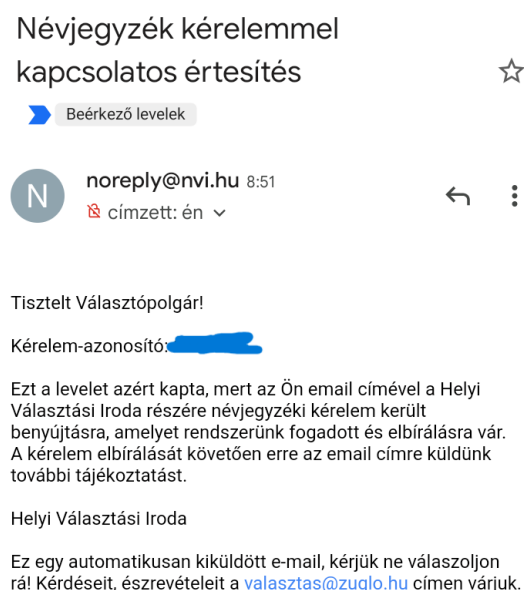 Névjegyzék kérelemmel
kapcsolatos értesítés
Beérkező levelek
N
noreply@nvi.hu 8:51
címzett: én
Tisztelt Választópolgár!
Kérelem-azonosító:
Ezt a levelet azért kapta, mert az Ön email címével a Helyi
Választási Iroda részére névjegyzéki kérelem került
benyújtásra, amelyet rendszerünk fogadott és elbírálásra vár.
A kérelem elbírálását követően erre az email címre küldünk
további tájékoztatást.
Helyi Választási Iroda
Ez egy automatikusan kiküldött e-mail, kérjük ne válaszoljon
rá! Kérdéseit, észrevételeit a valasztas@zuglo.hu címen várjuk.